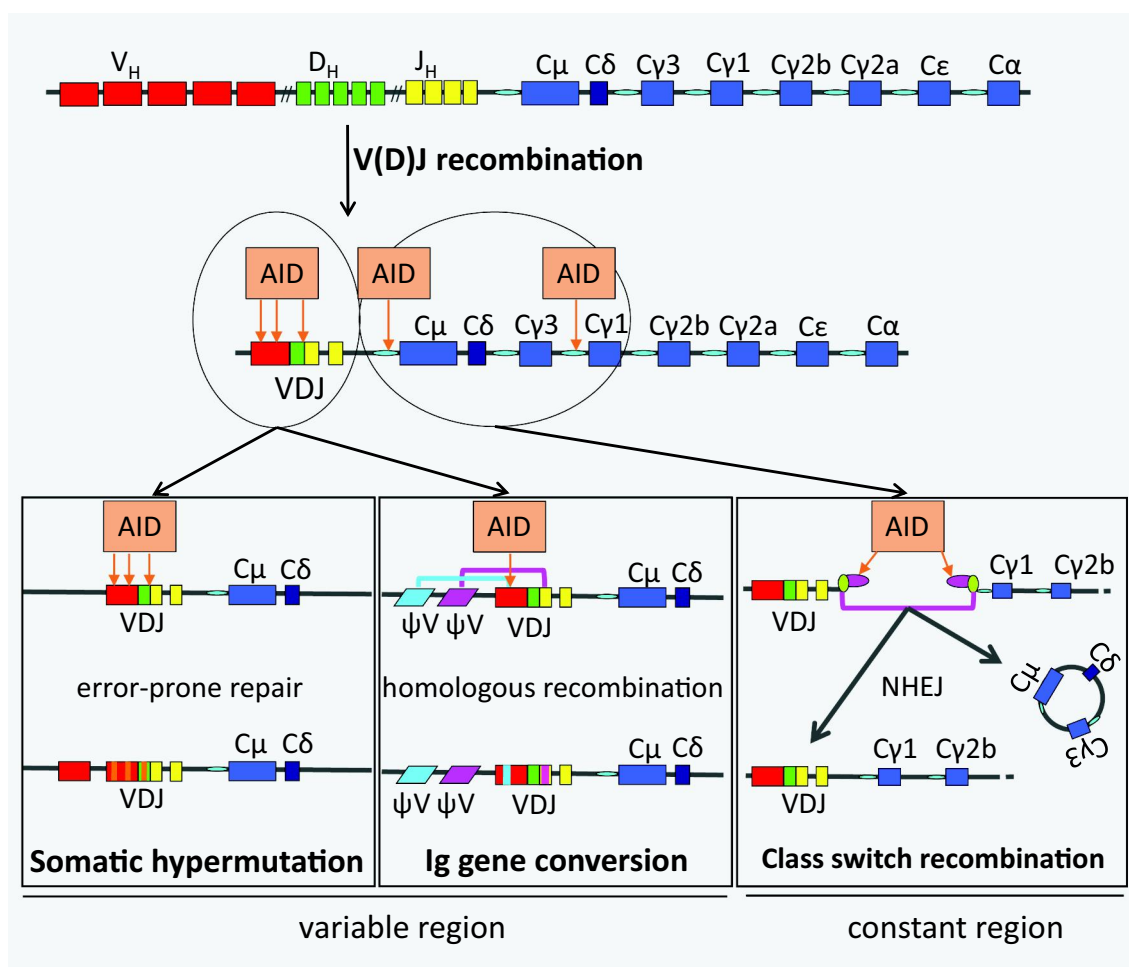 V_H D_H J_H Cμ Cδ Cγ3 Cγ1 Cγ2b Cγ2a Cε Cα
V(D)J recombination
AID AID AID
Cμ Cδ Cγ3 Cγ1 Cγ2b Cγ2a Cε Cα
VDJ
AID
Cμ Cδ
VDJ
error-prone repair
Cμ Cδ
VDJ
Somatic hypermutation
AID
Cμ Cδ
ψV ψV VDJ
homologous recombination
Cμ Cδ
ψV ψV VDJ
Ig gene conversion
AID
Cγ1 Cγ2b
VDJ
NHEJ
Cμ Cδ
Cγ3
Cγ1 Cγ2b
VDJ
Class switch recombination
variable region
constant region